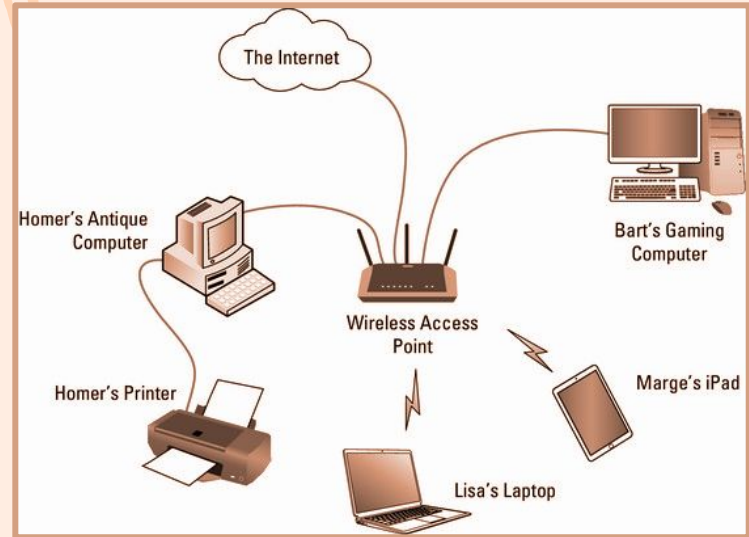 The Internet
Homer's Antique
Computer
Bart's Gaming
Computer
Wireless Access
Point
Homer's Printer
Marge's iPad
Lisa's Laptop